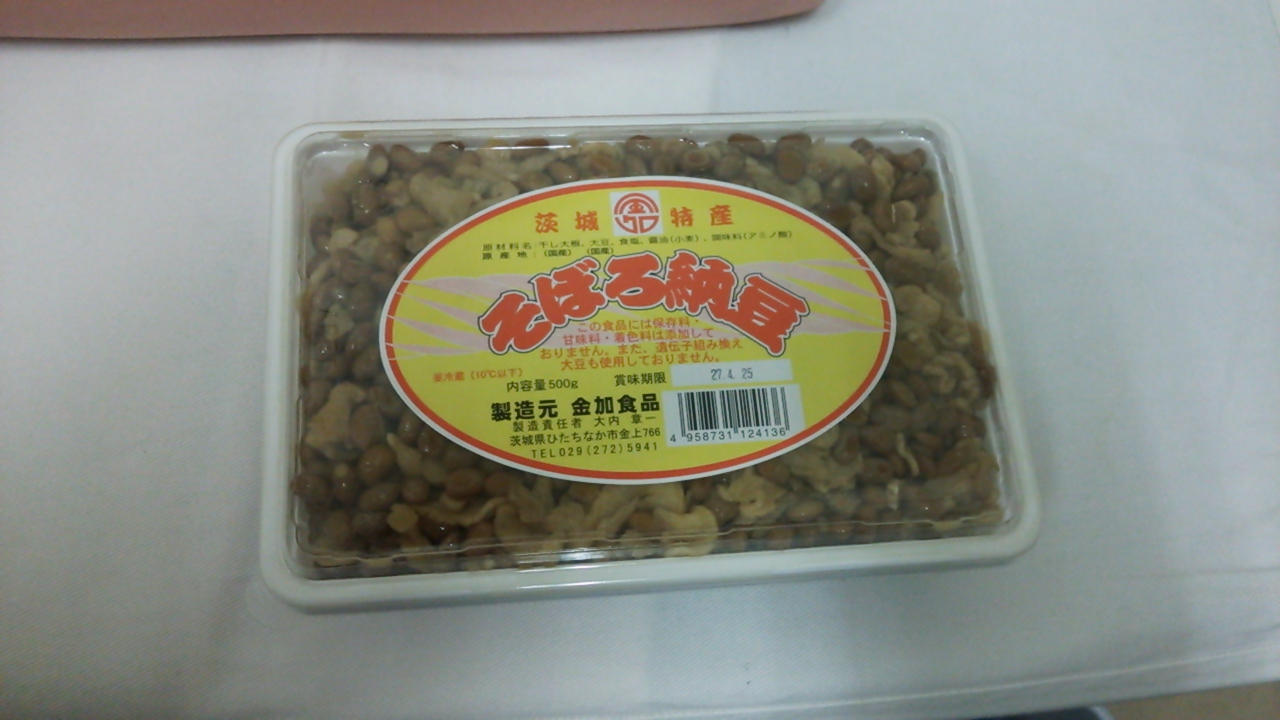 茨城 特産
原材料名:干し大根、大豆、食塩、醤油(小麦)、調味料(アミノ酸)
原産地:(国産) (国産)
そぼろ納豆
この食品には保存料・
甘味料・着色料は添加して
おりません。また、遺伝子組み換え
大豆も使用しておりません。
要冷蔵(10℃以下)
内容量500g 賞味期限 27.4.25
製造元 金加食品
製造責任者 大内 章一
茨城県ひたちなか市金上766
TEL029(272)5941
4 958731 124136